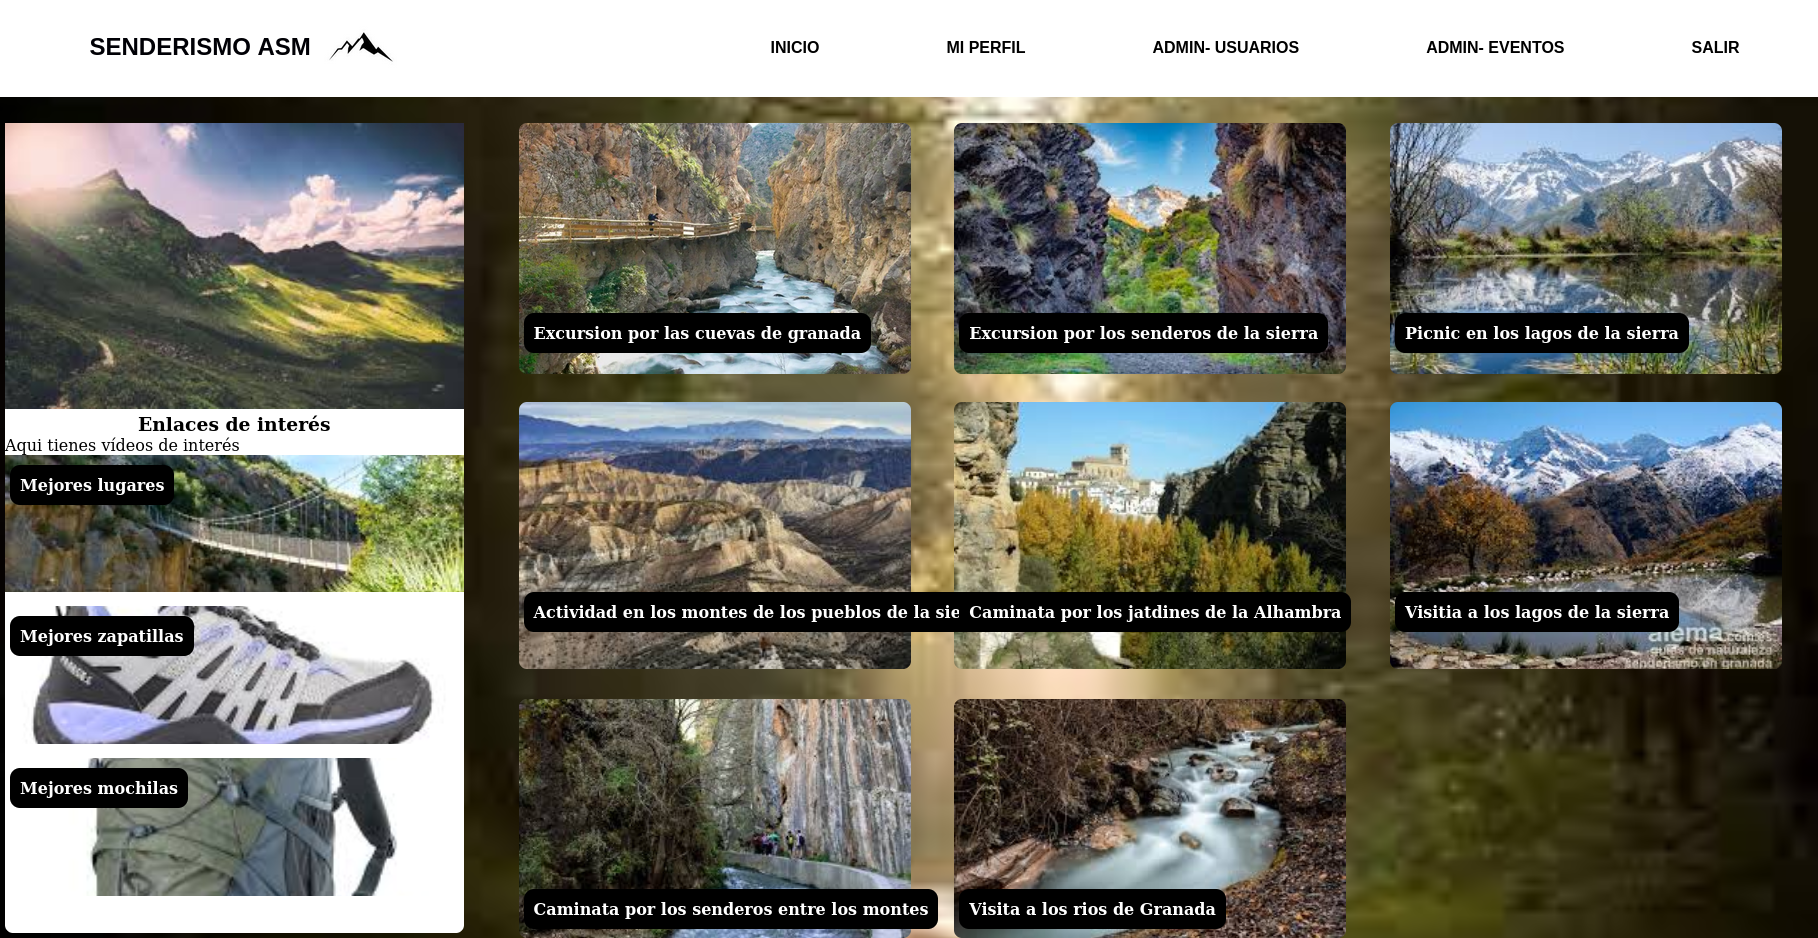 SENDERISMO ASM
INICIO
MI PERFIL
ADMIN- USUARIOS
ADMIN- EVENTOS
SALIR
Excursion por las cuevas de granada
Excursion por los senderos de la sierra
Picnic en los lagos de la sierra
Enlaces de interés
Aqui tienes vídeos de interés
Mejores lugares
Mejores zapatillas
Mejores mochilas
Actividad en los montes de los pueblos de la sie
Caminata por los jatdines de la Alhambra
Visitia a los lagos de la sierra
alema.com.es
guías de naturaleza
senderismo en granada
Caminata por los senderos entre los montes
Visita a los rios de Granada